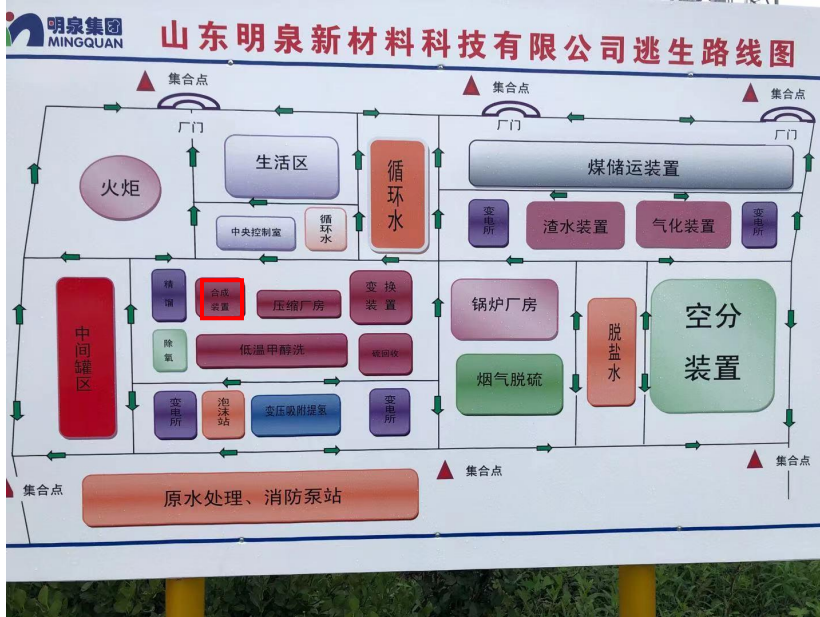 明泉集团
MINGQUAN
山东明泉新材料科技有限公司逃生路线图
集合点
集合点
集合点
厂门
厂门
厂门
火炬
生活区
循环水
煤储运装置
中央控制室
循环水
变电所
渣水装置
气化装置
变电所
中间罐区
精馏
合成
装置
压缩厂房
变换
装置
锅炉厂房
脱盐水
空分
装置
除氧
低温甲醇洗
硫回收
烟气脱硫
变电所
泡沫站
变压吸附提氢
变电所
集合点
原水处理、消防泵站
集合点
集合点